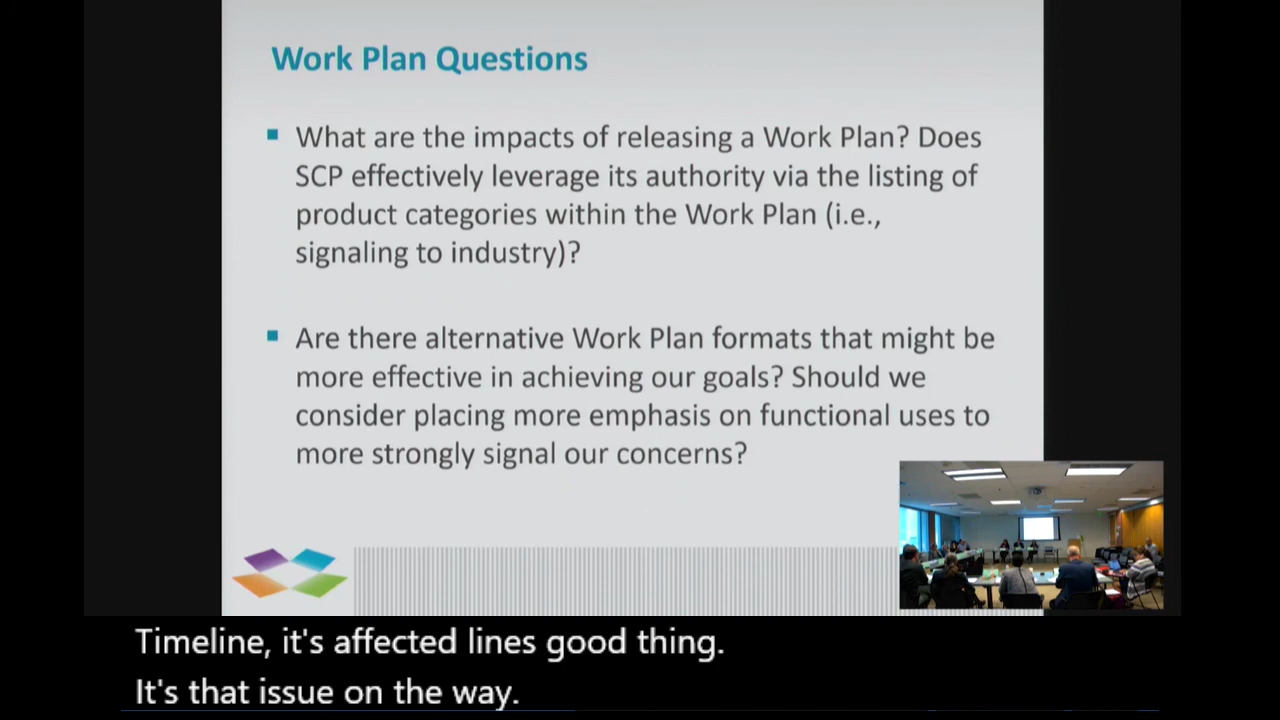 Work Plan Questions
What are the impacts of releasing a Work Plan? Does
SCP effectively leverage its authority via the listing of
product categories within the Work Plan (i.e.,
signaling to industry)?
Are there alternative Work Plan formats that might be
more effective in achieving our goals? Should we
consider placing more emphasis on functional uses to
more strongly signal our concerns?
Timeline, it's affected lines good thing.
It's that issue on the way.